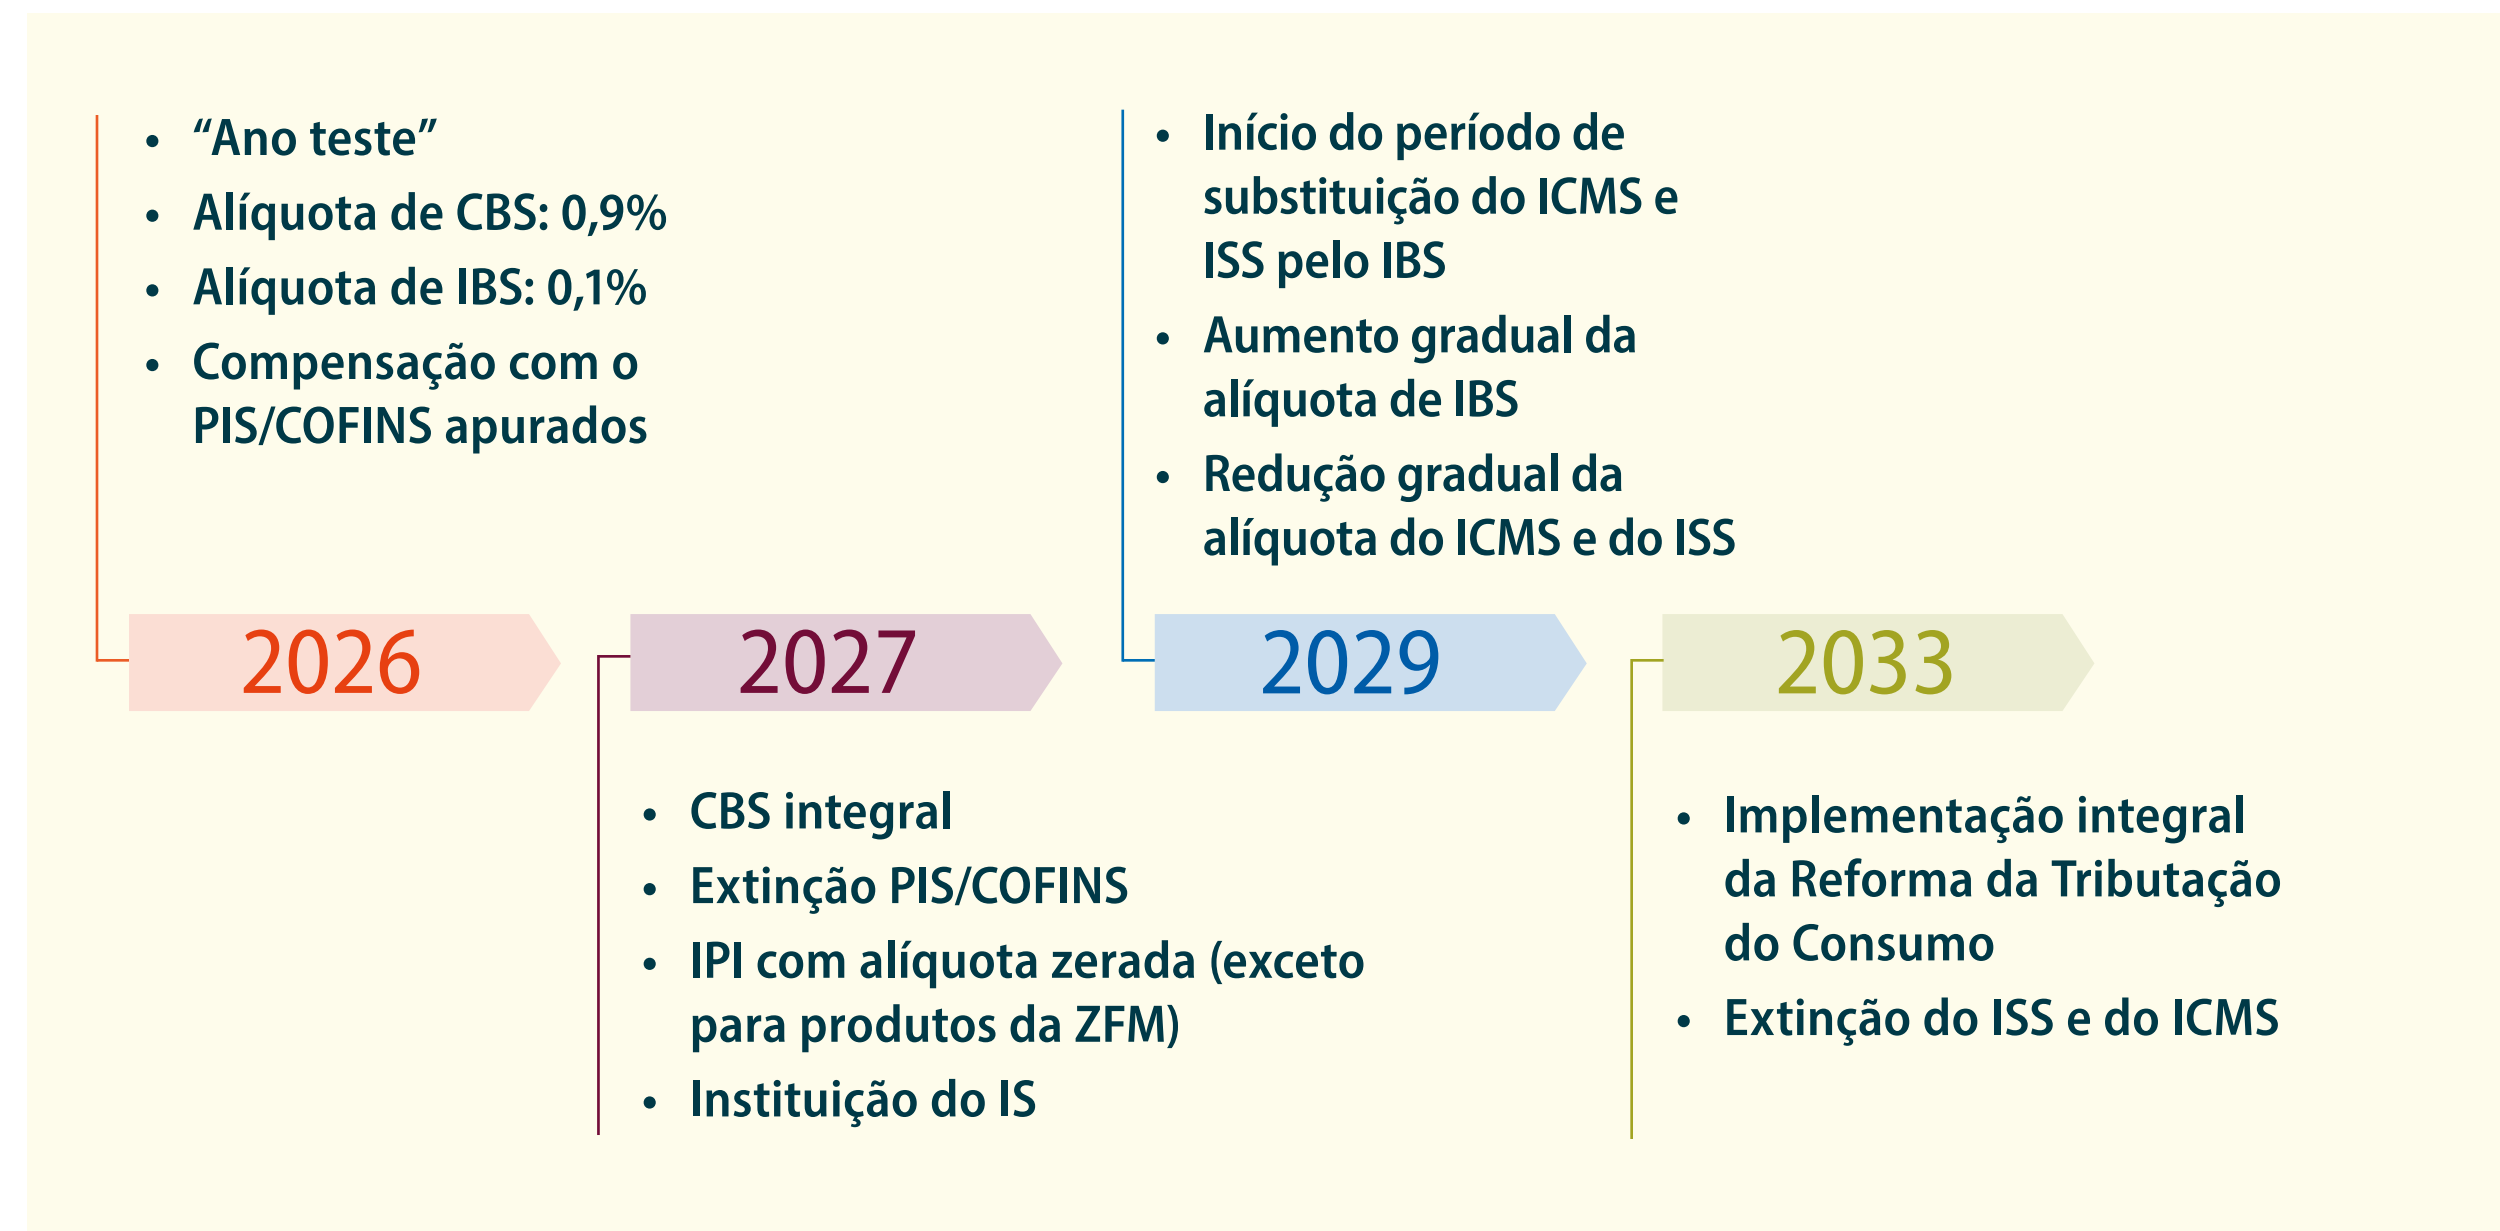 • “Ano teste”
• Alíquota de CBS: 0,9%
• Alíquota de IBS: 0,1%
• Compensação com o
PIS/COFINS apurados
2026
2027
• CBS integral
• Extinção PIS/COFINS
• IPI com alíquota zerada (exceto
para produtos da ZFM)
• Instituição do IS
• Início do período de
substituição do ICMS e
ISS pelo IBS
• Aumento gradual da
alíquota de IBS
• Redução gradual da
alíquota do ICMS e do ISS
2029
2033
• Implementação integral
da Reforma da Tributação
do Consumo
• Extinção do ISS e do ICMS